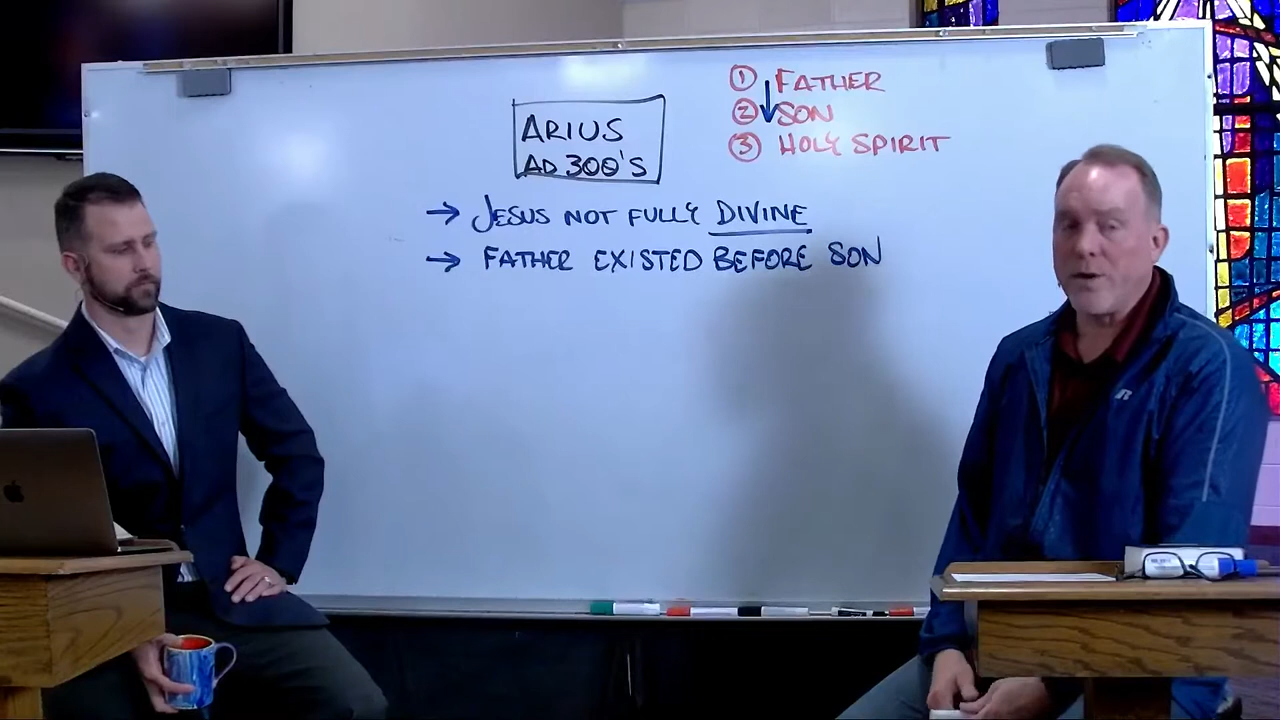 ARIUS
AD 300'S
① FATHER
② SON
③ HOLY SPIRIT
→ JESUS NOT FULLY DIVINE
→ FATHER EXISTED BEFORE SON